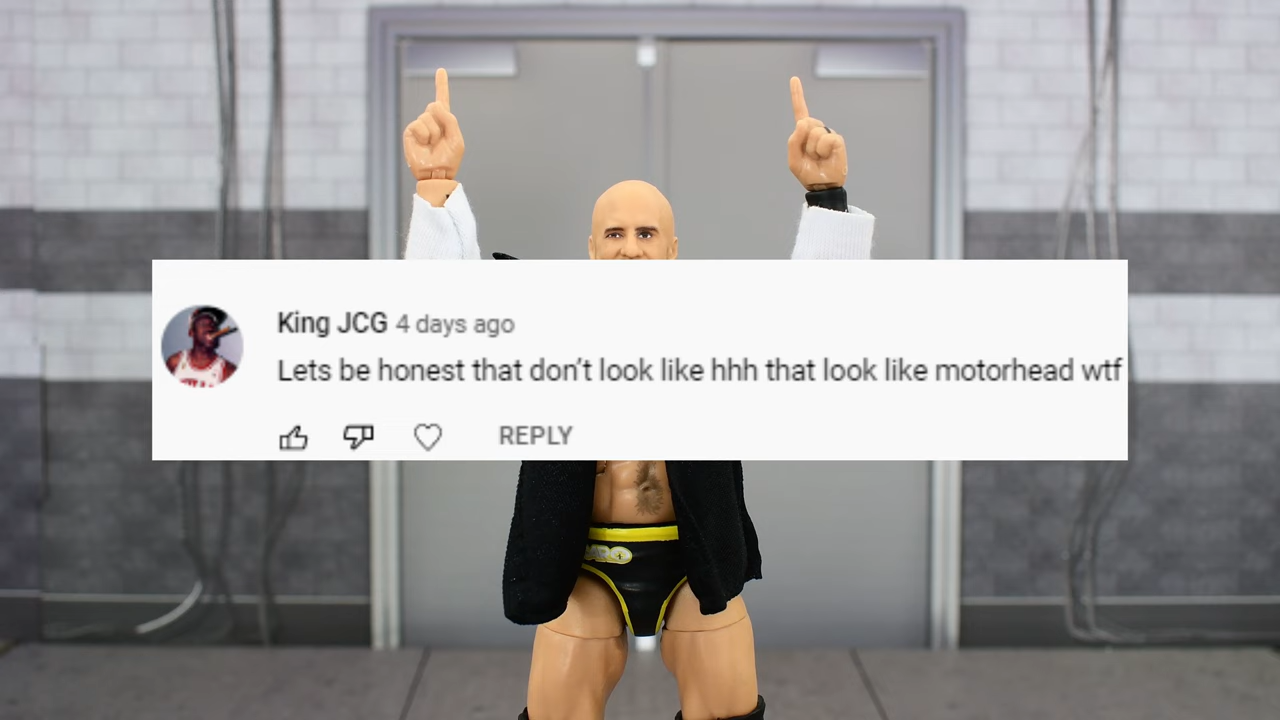 King JCG 4 days ago
Lets be honest that don't look like hhh that look like motorhead wtf
REPLY